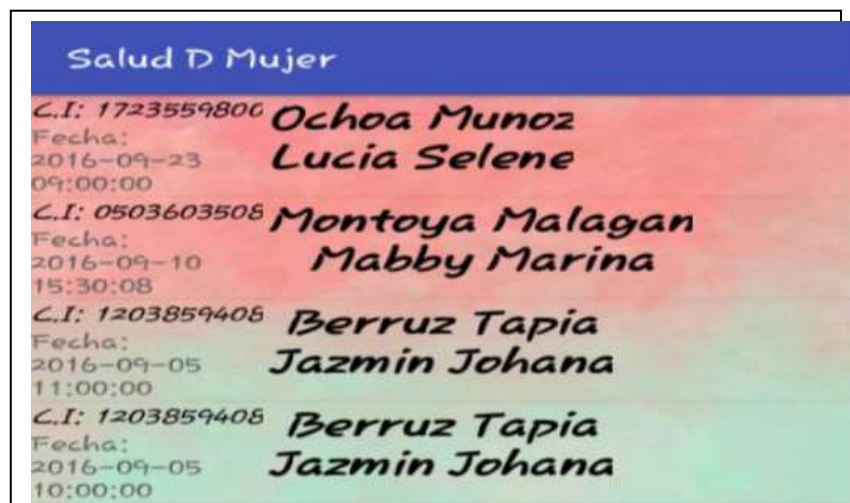 Salud D Mujer
C.I: 1723559800 Ochoa Munoz
Fecha: Lucia Selene
2016-09-23
09:00:00
C.I: 0503603508 Montoya Malagan
Fecha: Mabby Marina
2016-09-10
15:30:08
C.I: 1203859408 Berruz Tapia
Fecha: Jazmin Johana
2016-09-05
11:00:00
C.I: 1203859408 Berruz Tapia
Fecha: Jazmin Johana
2016-09-05
10:00:00